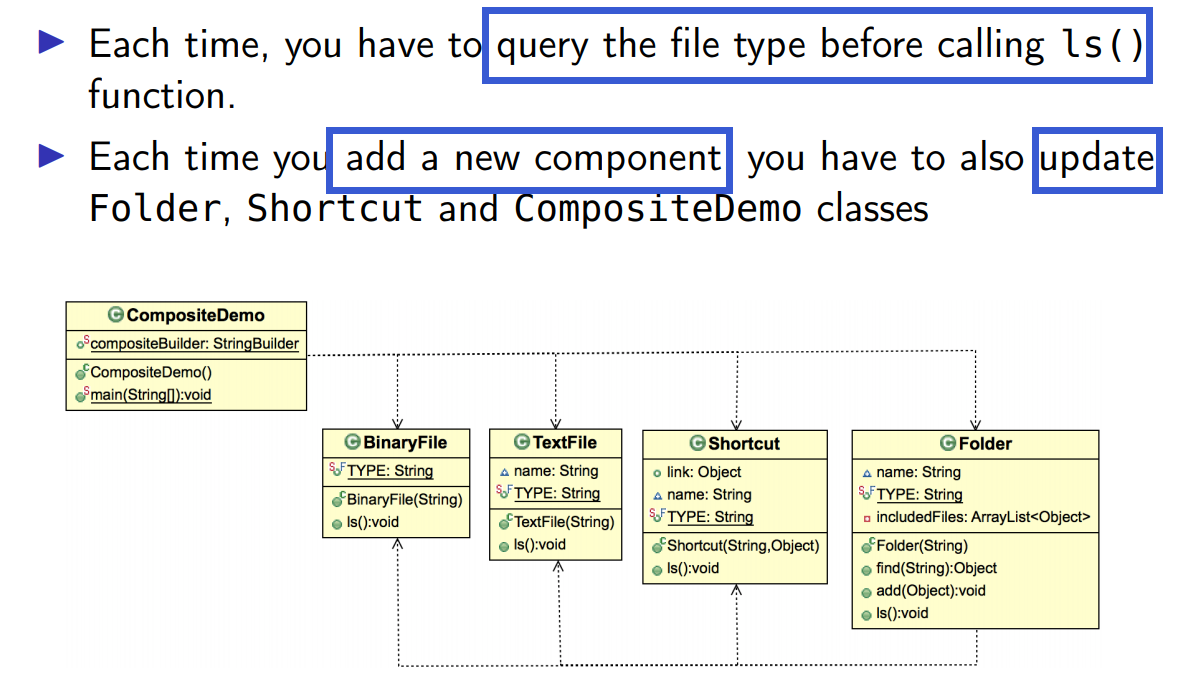 Each time, you have to query the file type before calling ls()
function.
Each time you add a new component you have to also update
Folder, Shortcut and CompositeDemo classes
CompositeDemo
compositeBuilder: StringBuilder
CompositeDemo()
main(String[]):void
BinaryFile
TYPE: String
BinaryFile(String)
ls():void
TextFile
name: String
TYPE: String
TextFile(String)
ls():void
Shortcut
link: Object
name: String
TYPE: String
Shortcut(String,Object)
ls():void
Folder
name: String
TYPE: String
includedFiles: ArrayList<Object>
Folder(String)
find(String):Object
add(Object):void
ls():void